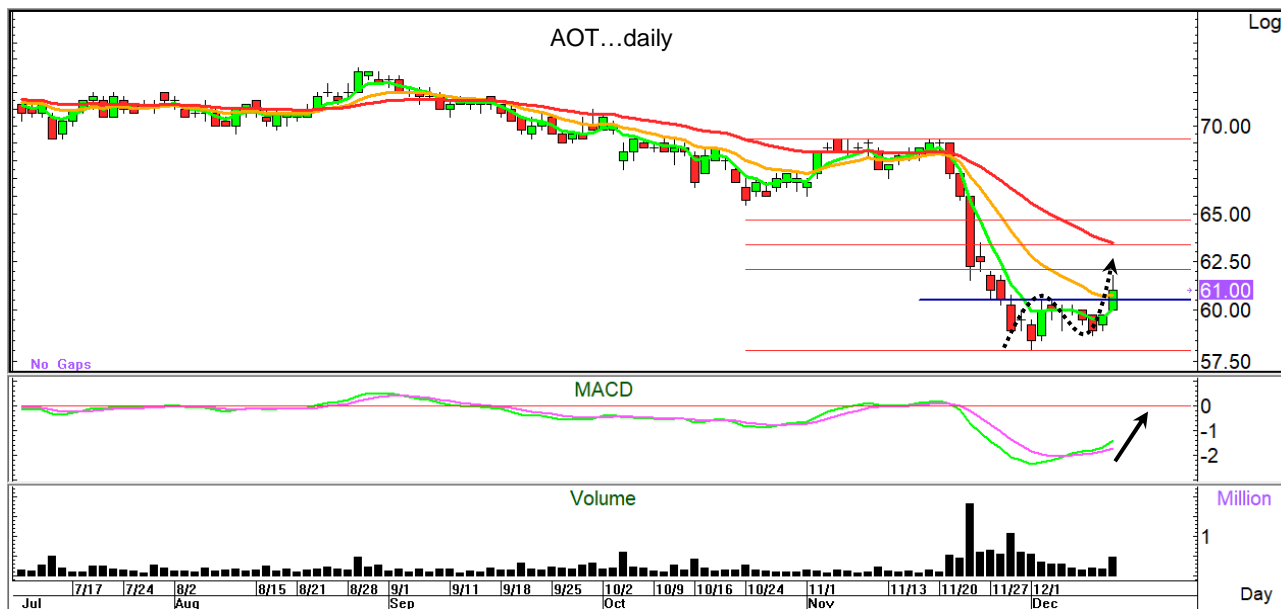 AOT…daily
Log
70.00
65.00
62.50
61.00
60.00
57.50
No Gaps
MACD
0
-1
-2
Volume
Million
1
7/17 7/24 8/2 8/15 8/21 8/28 9/1 9/11 9/18 9/25 10/2 10/9 10/16 10/24 11/1 11/13 11/20 11/27 12/1
Day
Jul Aug Sep Oct Nov Dec